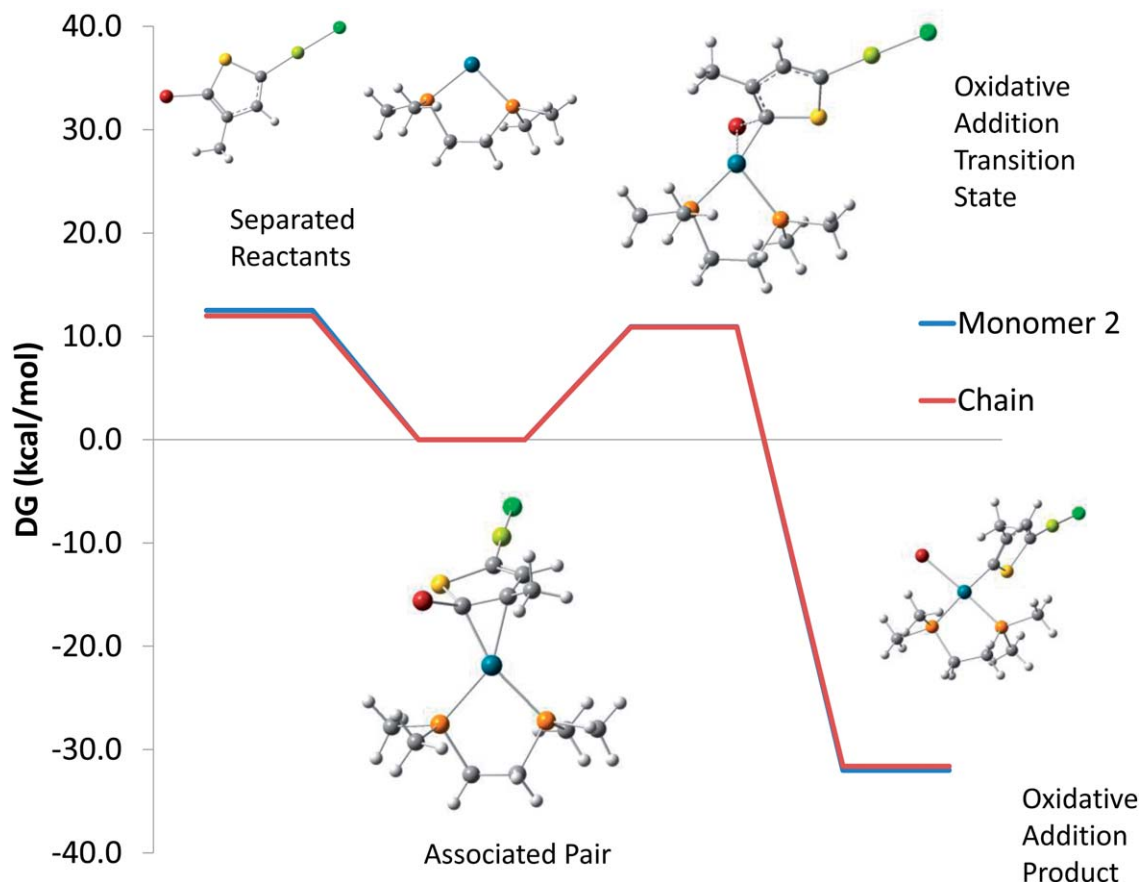 40.0
30.0
20.0
10.0
0.0
-10.0
-20.0
-30.0
-40.0
DG (kcal/mol)
Separated
Reactants
Oxidative
Addition
Transition
State
Monomer 2
Chain
Associated Pair
Oxidative
Addition
Product